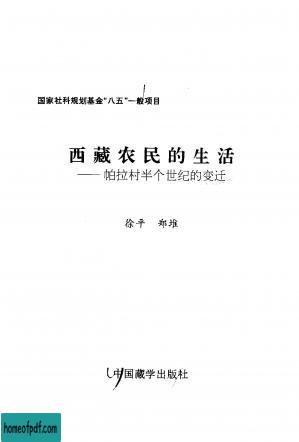 国家社科规划基金“八五”一般项目
西藏农民的生活
——帕拉村半个世纪的变迁
徐平 郑堆
中国藏学出版社
homeofpdf.com